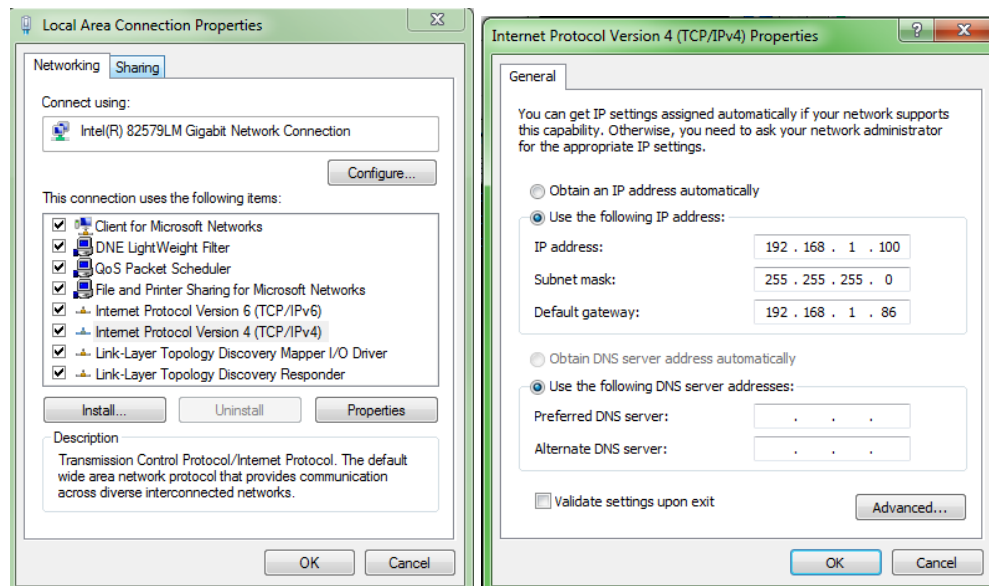 Local Area Connection Properties
Networking
Sharing
Connect using:
Intel(R) 82579LM Gigabit Network Connection
Configure...
This connection uses the following items:
Client for Microsoft Networks
DNE LightWeight Filter
QoS Packet Scheduler
File and Printer Sharing for Microsoft Networks
Internet Protocol Version 6 (TCP/IPv6)
Internet Protocol Version 4 (TCP/IPv4)
Link-Layer Topology Discovery Mapper I/O Driver
Link-Layer Topology Discovery Responder
Install...
Uninstall
Properties
Description
Transmission Control Protocol/Internet Protocol. The default
wide area network protocol that provides communication
across diverse interconnected networks.
OK
Cancel
Internet Protocol Version 4 (TCP/IPv4) Properties
General
You can get IP settings assigned automatically if your network supports
this capability. Otherwise, you need to ask your network administrator
for the appropriate IP settings.
Obtain an IP address automatically
Use the following IP address:
IP address: 192 . 168 . 1 . 100
Subnet mask: 255 . 255 . 255 . 0
Default gateway: 192 . 168 . 1 . 86
Obtain DNS server address automatically
Use the following DNS server addresses:
Preferred DNS server: . . .
Alternate DNS server: . . .
Validate settings upon exit
Advanced...
OK
Cancel